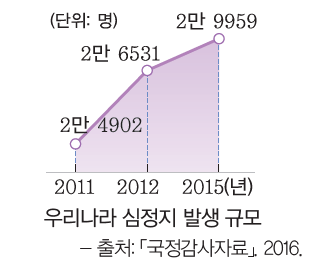 (단위: 명)
2만 9959
2만 6531
2만 4902
2011 2012 2015(년)
우리나라 심정지 발생 규모
– 출처: 「국정감사자료」, 2016.